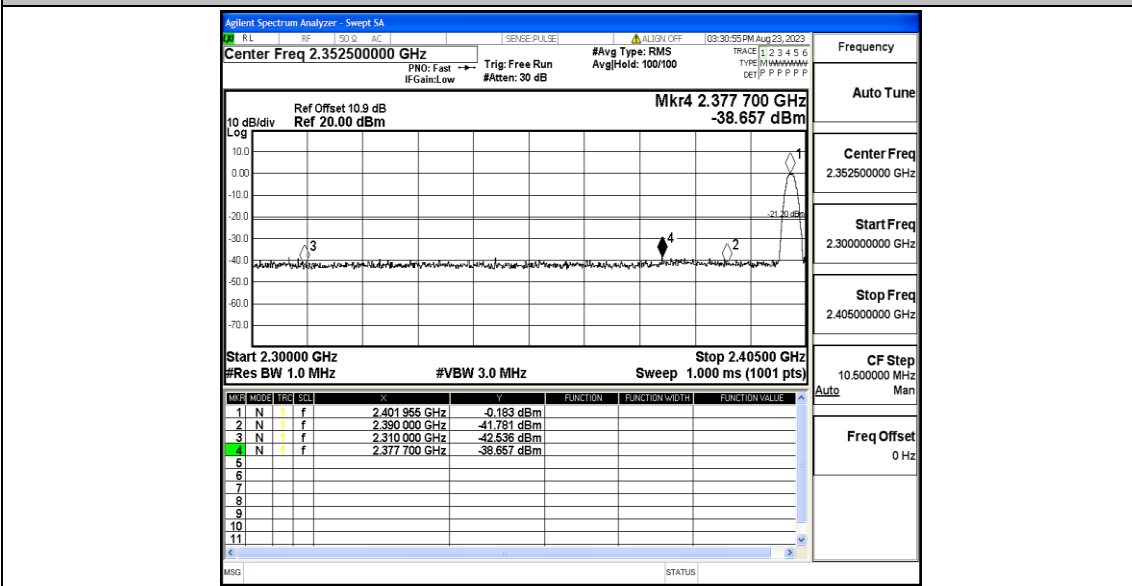 Agilent Spectrum Analyzer - Swept SA
RL RF 50 Ω AC SENSE:PULSE ALIGN OFF 03:30:55 PM Aug 23, 2023
Center Freq 2.352500000 GHz
PNO: Fast
IFGain:Low
Trig: Free Run
#Atten: 30 dB
#Avg Type: RMS
Avg|Hold: 100/100
TRACE 1 2 3 4 5 6
TYPE M WWWWW
DET P P P P P P
Ref Offset 10.9 dB
10 dB/div Ref 20.00 dBm
Log
Mkr4 2.377 700 GHz
-38.657 dBm
10.0
0.00
-10.0
-20.0
-30.0
-40.0
-50.0
-60.0
-70.0
1
-21.20 dBm
3
4
2
Start 2.30000 GHz Stop 2.40500 GHz
#Res BW 1.0 MHz #VBW 3.0 MHz Sweep 1.000 ms (1001 pts)
MKR MODE TRC SCL X Y FUNCTION FUNCTION WIDTH FUNCTION VALUE
1 N 1 f 2.401 955 GHz -0.183 dBm
2 N 1 f 2.390 000 GHz -41.781 dBm
3 N 1 f 2.310 000 GHz -42.536 dBm
4 N 1 f 2.377 700 GHz -38.657 dBm
5
6
7
8
9
10
11
MSG STATUS
Frequency
Auto Tune
Center Freq
2.352500000 GHz
Start Freq
2.300000000 GHz
Stop Freq
2.405000000 GHz
CF Step
10.500000 MHz
Auto Man
Freq Offset
0 Hz